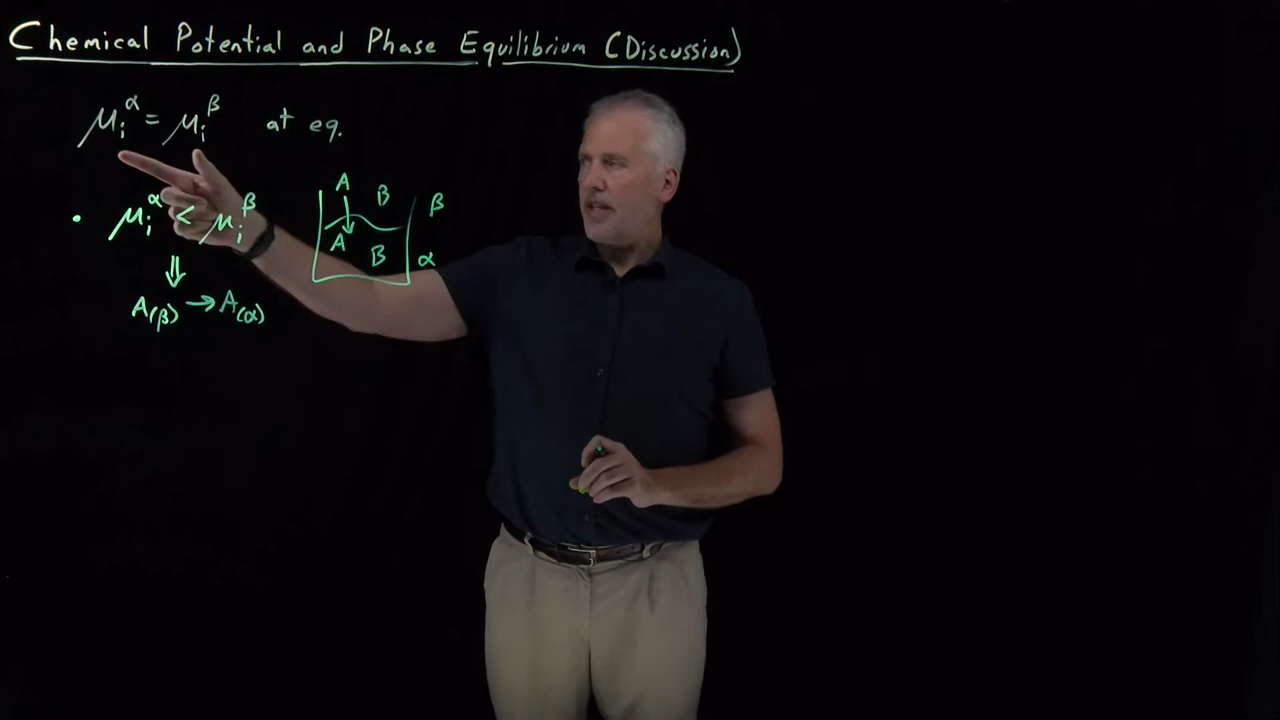 Chemical Potential and Phase Equilibrium (Discussion)
μᵢ^α = μᵢ^β at eq.
A B β
• μᵢ^α < μᵢ^β
A B α
⇓
A(β) → A(α)